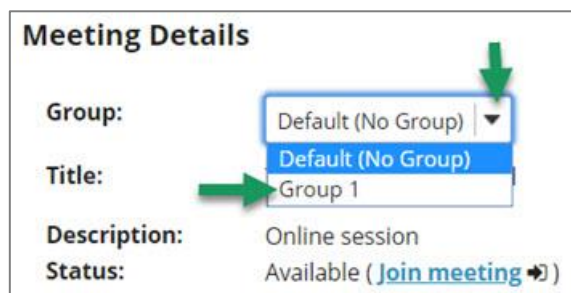 Meeting Details
Group: Default (No Group)
Default (No Group)
Title:
Group 1
Description: Online session
Status: Available ( Join meeting )